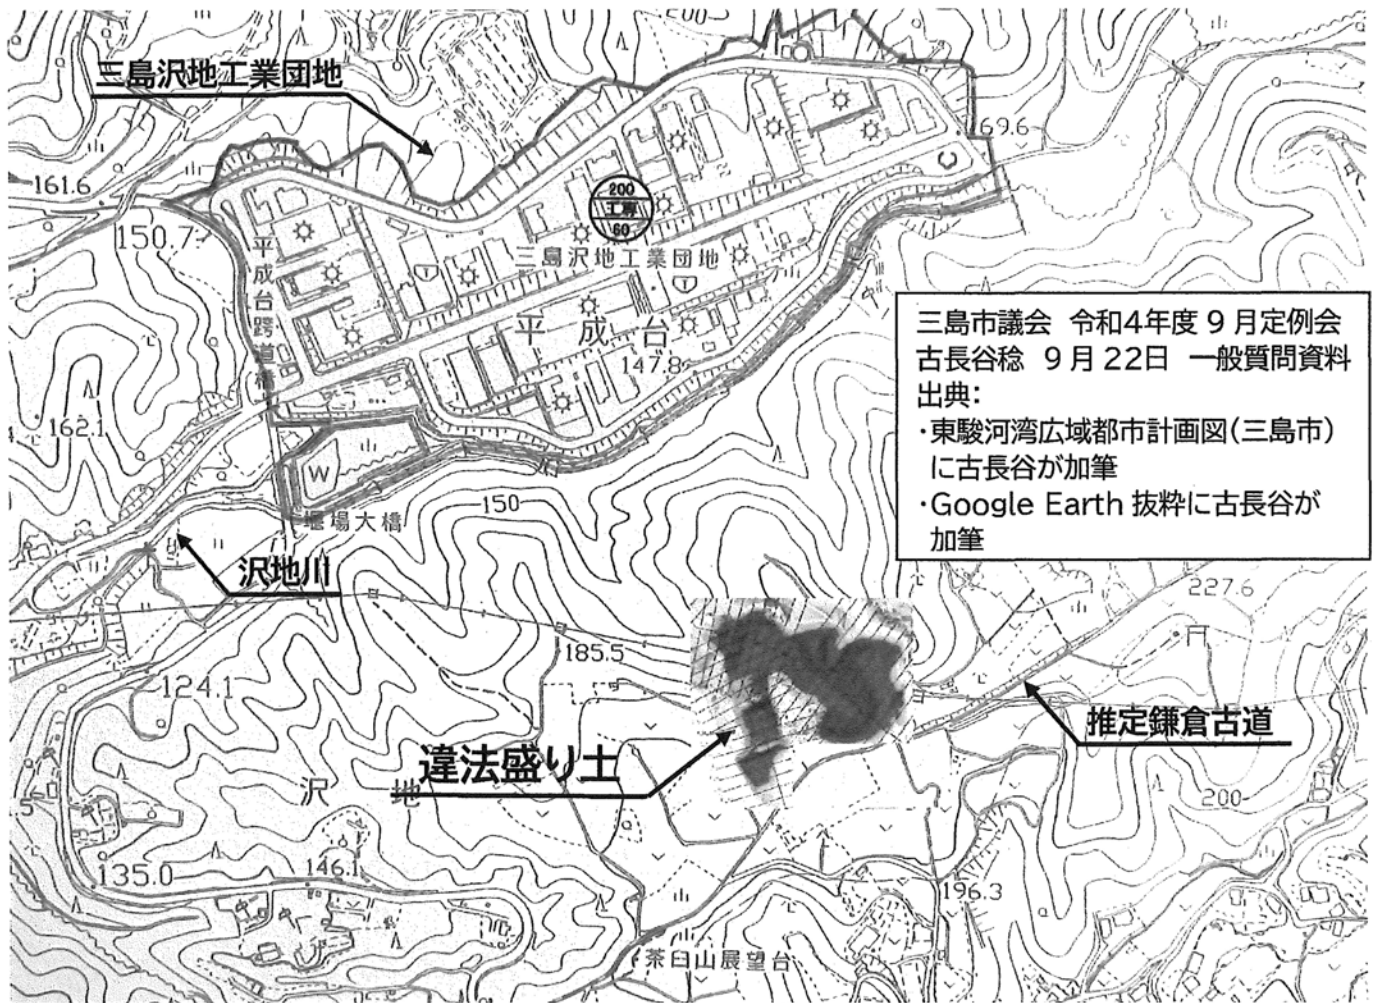 200
三島沢地工業団地
161.6
150.7
69.6
200
工専
60
平成台跨道橋
三島沢地工業団地
平成台
147.8
三島市議会 令和4年度9月定例会
古長谷稔 9月22日 一般質問資料
出典:
・東駿河湾広域都市計画図(三島市)
に古長谷が加筆
・Google Earth 抜粋に古長谷が
加筆
162.1
W
150
堰場大橋
沢地川
227.6
185.5
124.1
推定鎌倉古道
違法盛り土
沢地
200
135.0
146.1
196.3
茶臼山展望台